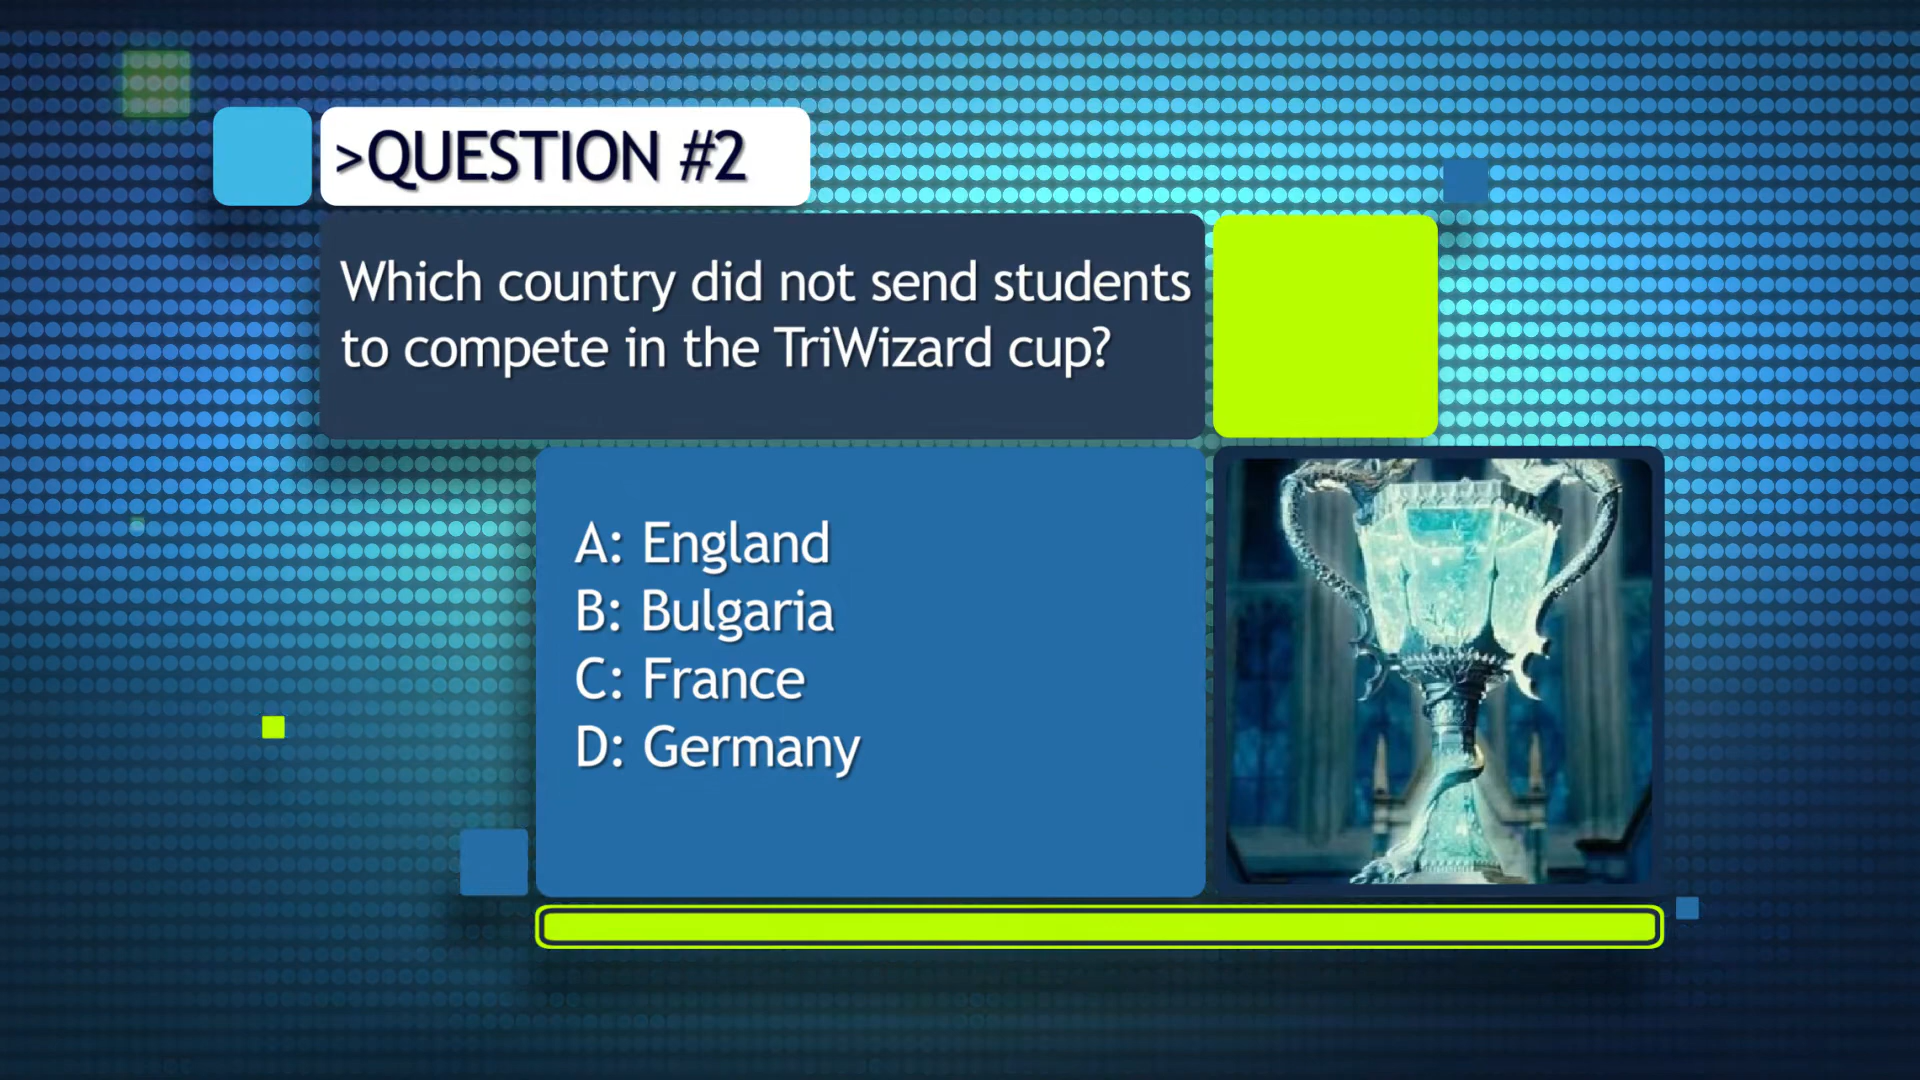 >QUESTION #2
Which country did not send students
to compete in the TriWizard cup?
A: England
B: Bulgaria
C: France
D: Germany